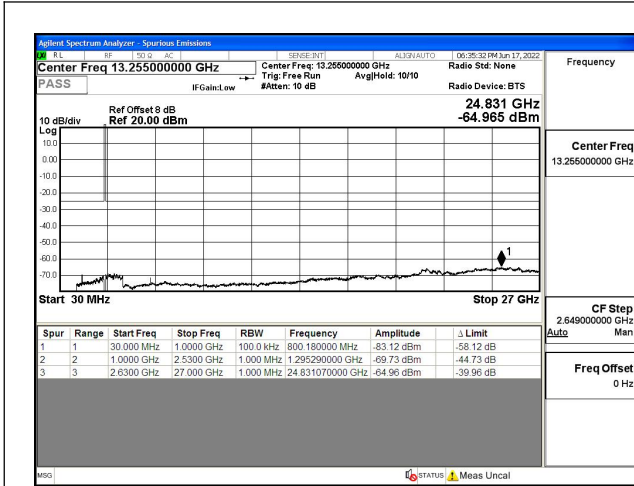 Agilent Spectrum Analyzer - Spurious Emissions
RL RF 50 Ω AC SENSE:INT ALIGNAUTO 06:35:32 PM Jun 17, 2022
Center Freq 13.255000000 GHz
Center Freq: 13.255000000 GHz
Radio Std: None
Trig: Free Run Avg|Hold: 10/10
PASS
IFGain:Low
#Atten: 10 dB
Radio Device: BTS
Ref Offset 8 dB
24.831 GHz
10 dB/div
Ref 20.00 dBm
-64.965 dBm
Log
10.0
0.00
-10.0
-20.0
-30.0
-40.0
-50.0
-60.0
-70.0
1
Start 30 MHz
Stop 27 GHz
Spur Range Start Freq Stop Freq RBW Frequency Amplitude Δ Limit
1 1 30.000 MHz 1.0000 GHz 100.0 kHz 800.180000 MHz -83.12 dBm -58.12 dB
2 2 1.0000 GHz 2.5300 GHz 1.000 MHz 1.295290000 GHz -69.73 dBm -44.73 dB
3 3 2.6300 GHz 27.000 GHz 1.000 MHz 24.831070000 GHz -64.96 dBm -39.96 dB
MSG
STATUS
Meas Uncal
Frequency
Center Freq
13.255000000 GHz
CF Step
2.649000000 GHz
Auto Man
Freq Offset
0 Hz